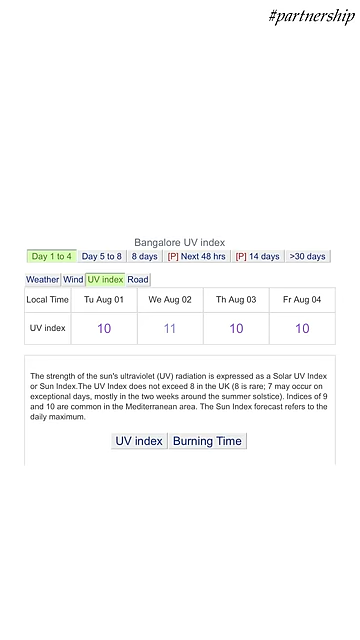 #partnership
Bangalore UV index
Day 1 to 4 Day 5 to 8 8 days [P] Next 48 hrs [P] 14 days >30 days
Weather Wind UV index Road
Local Time Tu Aug 01 We Aug 02 Th Aug 03 Fr Aug 04
UV index 10 11 10 10
The strength of the sun's ultraviolet (UV) radiation is expressed as a Solar UV Index
or Sun Index.The UV Index does not exceed 8 in the UK (8 is rare; 7 may occur on
exceptional days, mostly in the two weeks around the summer solstice). Indices of 9
and 10 are common in the Mediterranean area. The Sun Index forecast refers to the
daily maximum.
UV index Burning Time